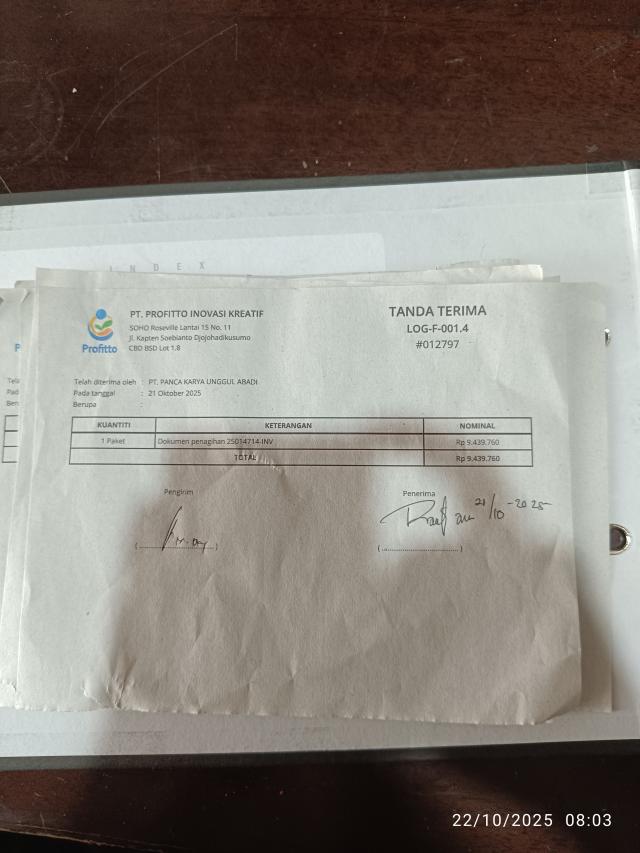 INDEX
PT. PROFITTO INOVASI KREATIF
SOHO Roseville Lantai 15 No. 11
Jl. Kapten Soebianto Djojohadikusumo
CBD BSD Lot 1.8
Profitto
TANDA TERIMA
LOG-F-001.4
#012797
Telah diterima oleh : PT. PANCA KARYA UNGGUL ABADI
Pada tanggal : 21 Oktober 2025
Berupa :
KUANTITI KETERANGAN NOMINAL
1 Paket Dokumen penagihan 25014714-INV Rp 9.439.760
TOTAL Rp 9.439.760
Pengirim Penerima
21/10-2025
(....................) (....................)
P
Tela
Pad
Ber
22/10/2025 08:03